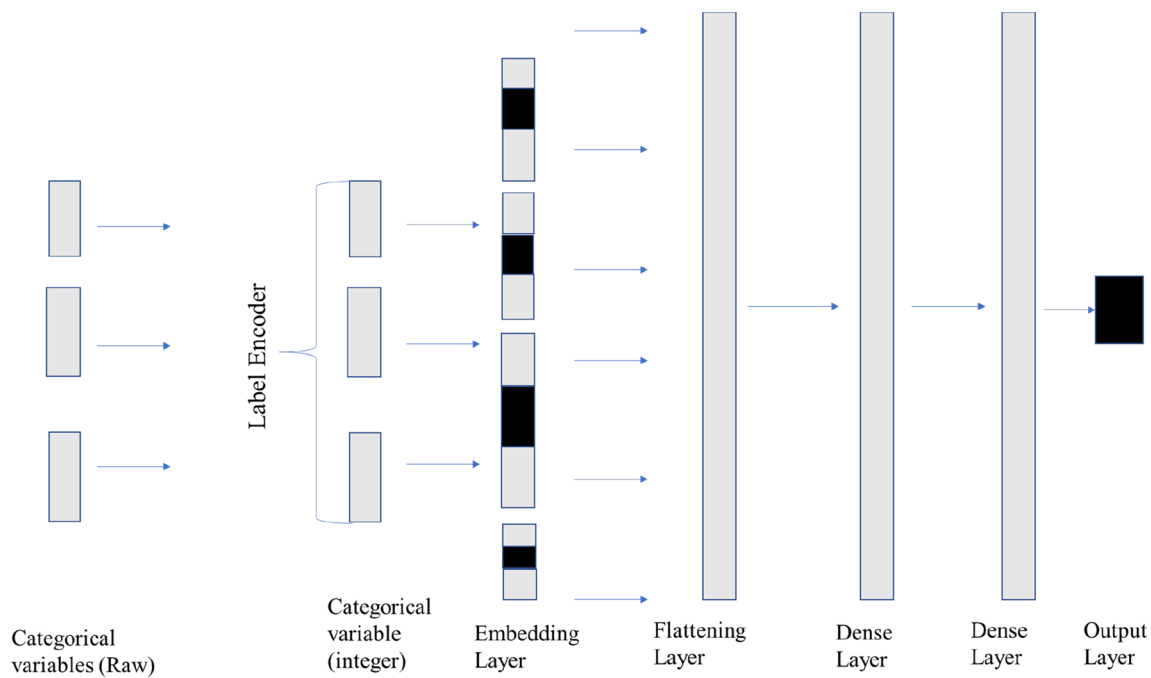 Label Encoder
Categorical
variables (Raw)
Categorical
variable
(integer)
Embedding
Layer
Flattening
Layer
Dense
Layer
Dense
Layer
Output
Layer